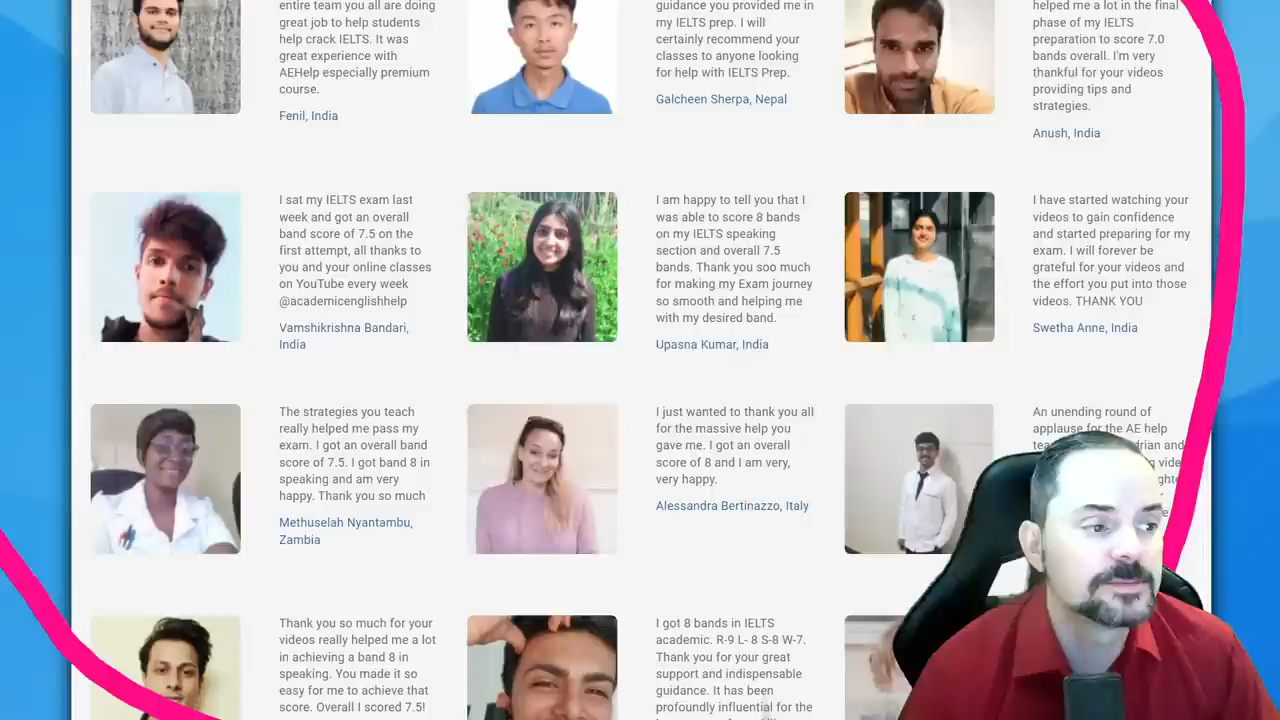 entire team you all are doing
great job to help students
help crack IELTS. It was
great experience with
AEHelp especially premium
course.
Fenil, India
guidance you provided me in
my IELTS prep. I will
certainly recommend your
classes to anyone looking
for help with IELTS Prep.
Galcheen Sherpa, Nepal
helped me a lot in the final
phase of my IELTS
preparation to score 7.0
bands overall. I'm very
thankful for your videos
providing tips and
strategies.
Anush, India
I sat my IELTS exam last
week and got an overall
band score of 7.5 on the
first attempt, all thanks to
you and your online classes
on YouTube every week
@academicenglishhelp
Vamshikrishna Bandari,
India
I am happy to tell you that I
was able to score 8 bands
on my IELTS speaking
section and overall 7.5
bands. Thank you soo much
for making my Exam journey
so smooth and helping me
with my desired band.
Upasna Kumar, India
I have started watching your
videos to gain confidence
and started preparing for my
exam. I will forever be
grateful for your videos and
the effort you put into those
videos. THANK YOU
Swetha Anne, India
The strategies you teach
really helped me pass my
exam. I got an overall band
score of 7.5. I got band 8 in
speaking and am very
happy. Thank you so much
Methuselah Nyantambu,
Zambia
I just wanted to thank you all
for the massive help you
gave me. I got an overall
score of 8 and I am very,
very happy.
Alessandra Bertinazzo, Italy
An unending round of
applause for the AE help
and
Thank you so much for your
videos really helped me a lot
in achieving a band 8 in
speaking. You made it so
easy for me to achieve that
score. Overall I scored 7.5!
I got 8 bands in IELTS
academic. R-9 L- 8 S-8 W-7.
Thank you for your great
support and indispensable
guidance. It has been
profoundly influential for the